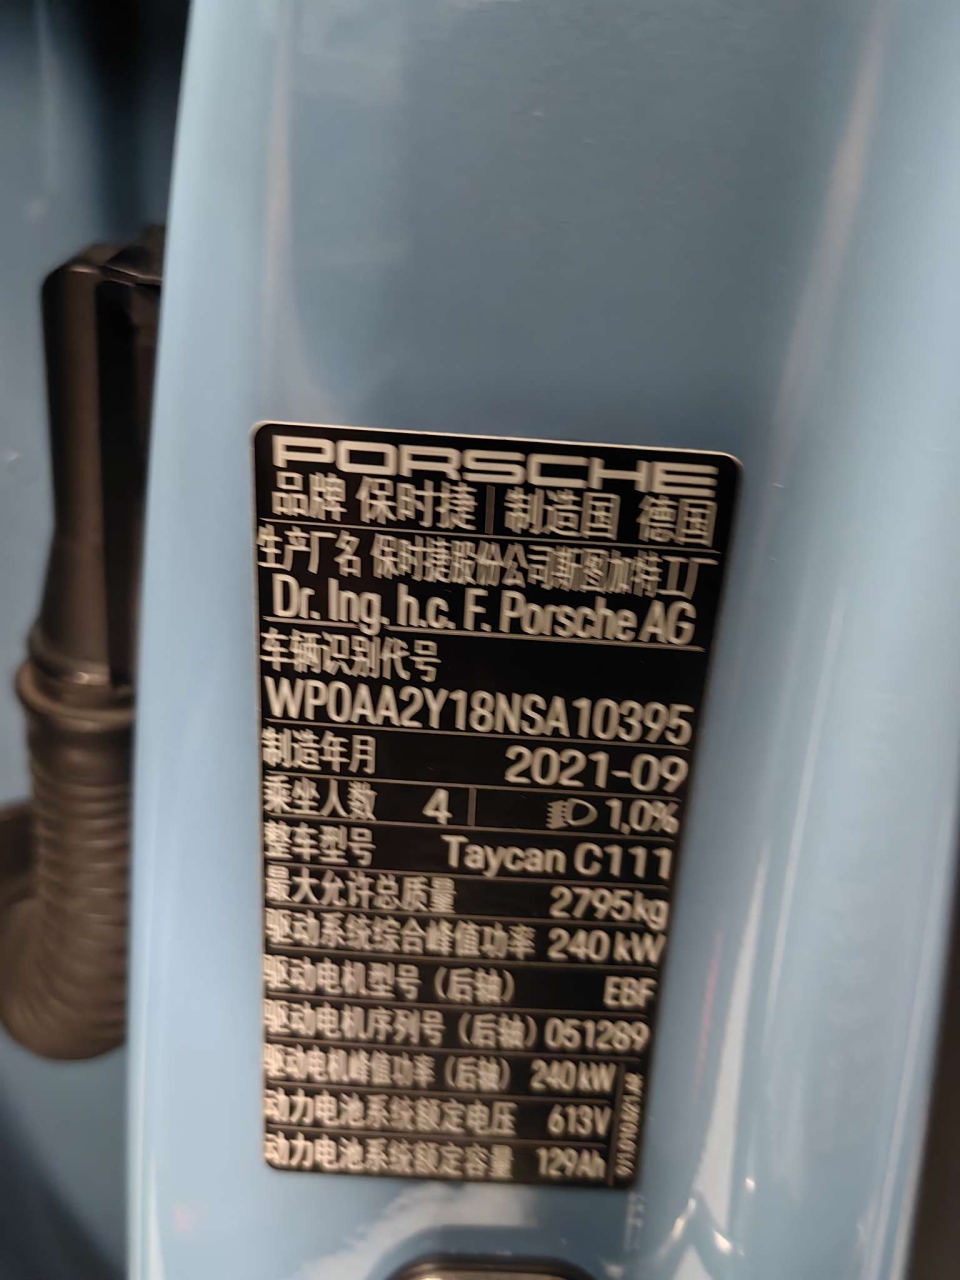 PORSCHE
品牌 保时捷 制造国 德国
生产厂名 保时捷股份公司斯图加特工厂
Dr. Ing. h.c. F. Porsche AG
车辆识别代号
WP0AA2Y18NSA10395
制造年月 2021-09
乘坐人数 4 1,0%
整车型号 Taycan C111
最大允许总质量 2795kg
驱动系统综合峰值功率 240 kW
驱动电机型号（后轴） EBF
驱动电机序列号（后轴） 051289
驱动电机峰值功率（后轴） 240 kW
动力电池系统额定电压 613V
动力电池系统额定容量 129Ah